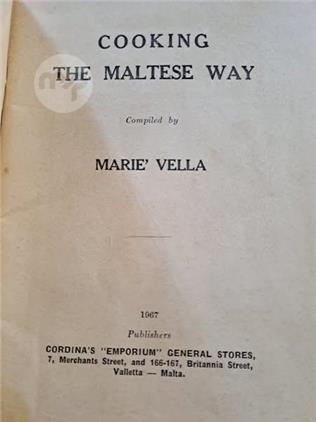 COOKING
THE MALTESE WAY
Compiled by
MARIE' VELLA
1967
Publishers
CORDINA'S "EMPORIUM" GENERAL STORES,
7, Merchants Street, and 166-167, Britannia Street,
Valletta — Malta.